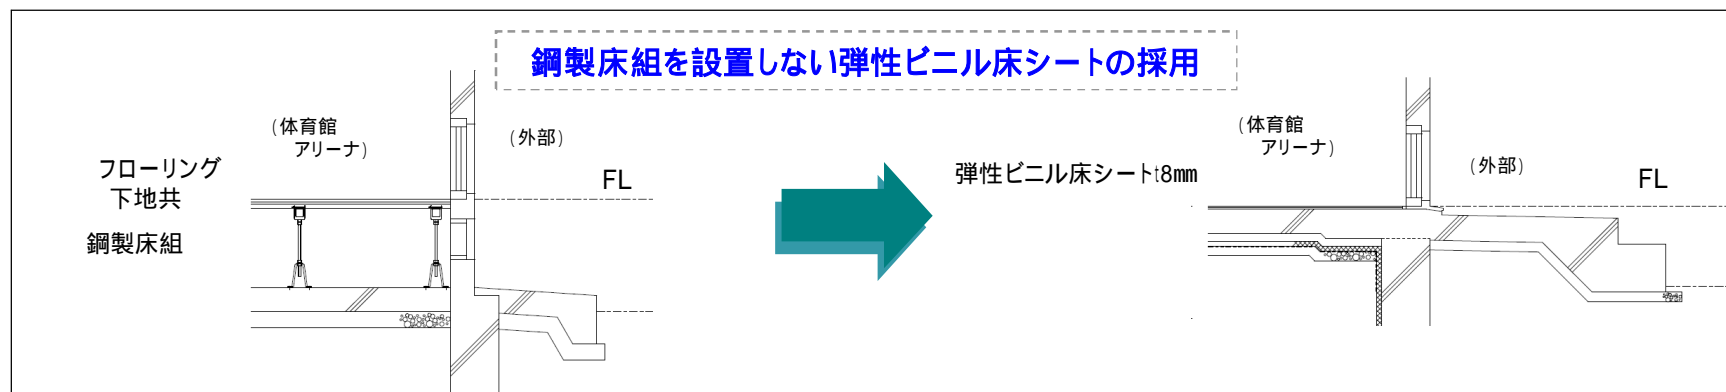 鋼製床組を設置しない弾性ビニル床シートの採用
(体育館
アリーナ)
(外部)
フローリング
下地共
FL
鋼製床組
(体育館
アリーナ)
(外部)
弾性ビニル床シートt8mm
FL